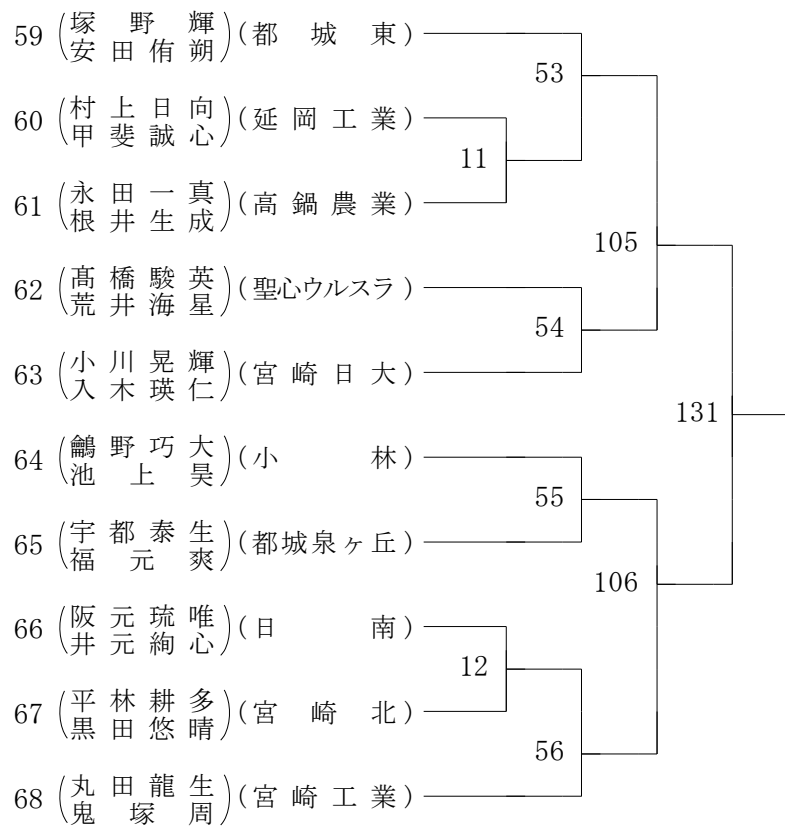 59 (塚野輝 安田侑朔)(都城東)
53
60 (村上日向 甲斐誠心)(延岡工業)
11
61 (永田一真 根井生成)(高鍋農業)
105
62 (髙橋駿英 荒井海星)(聖心ウルスラ)
54
63 (小川晃輝 入木瑛仁)(宮崎日大)
131
64 (鸙野巧大 池上昊)(小林)
55
65 (宇都泰生 福元爽)(都城泉ヶ丘)
106
66 (阪元琉唯 井元絢心)(日南)
12
67 (平林耕多 黒田悠晴)(宮崎北)
56
68 (丸田龍生 鬼塚周)(宮崎工業)